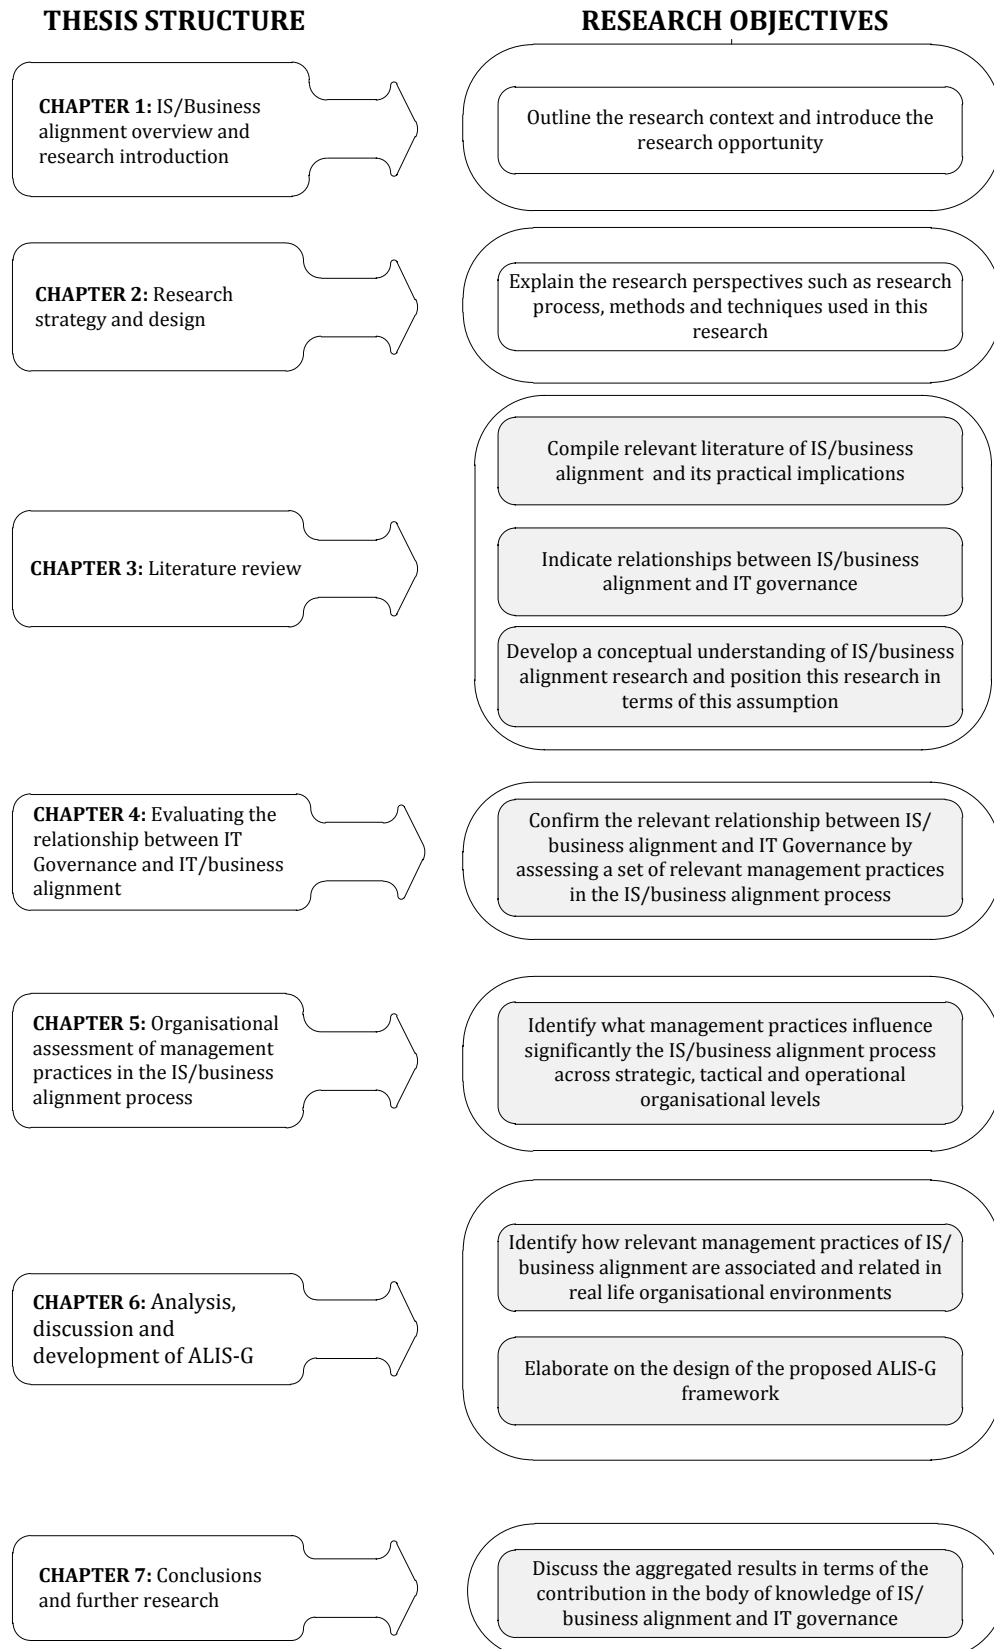 THESIS STRUCTURE
RESEARCH OBJECTIVES
CHAPTER 1: IS/Business
alignment overview and
research introduction
Outline the research context and introduce the
research opportunity
CHAPTER 2: Research
strategy and design
Explain the research perspectives such as research
process, methods and techniques used in this
research
CHAPTER 3: Literature review
Compile relevant literature of IS/business
alignment and its practical implications
Indicate relationships between IS/business
alignment and IT governance
Develop a conceptual understanding of IS/business
alignment research and position this research in
terms of this assumption
CHAPTER 4: Evaluating the
relationship between IT
Governance and IT/business
alignment
Confirm the relevant relationship between IS/
business alignment and IT Governance by
assessing a set of relevant management practices
in the IS/business alignment process
CHAPTER 5: Organisational
assessment of management
practices in the IS/business
alignment process
Identify what management practices influence
significantly the IS/business alignment process
across strategic, tactical and operational
organisational levels
CHAPTER 6: Analysis,
discussion and
development of ALIS-G
Identify how relevant management practices of IS/
business alignment are associated and related in
real life organisational environments
Elaborate on the design of the proposed ALIS-G
framework
CHAPTER 7: Conclusions
and further research
Discuss the aggregated results in terms of the
contribution in the body of knowledge of IS/
business alignment and IT governance